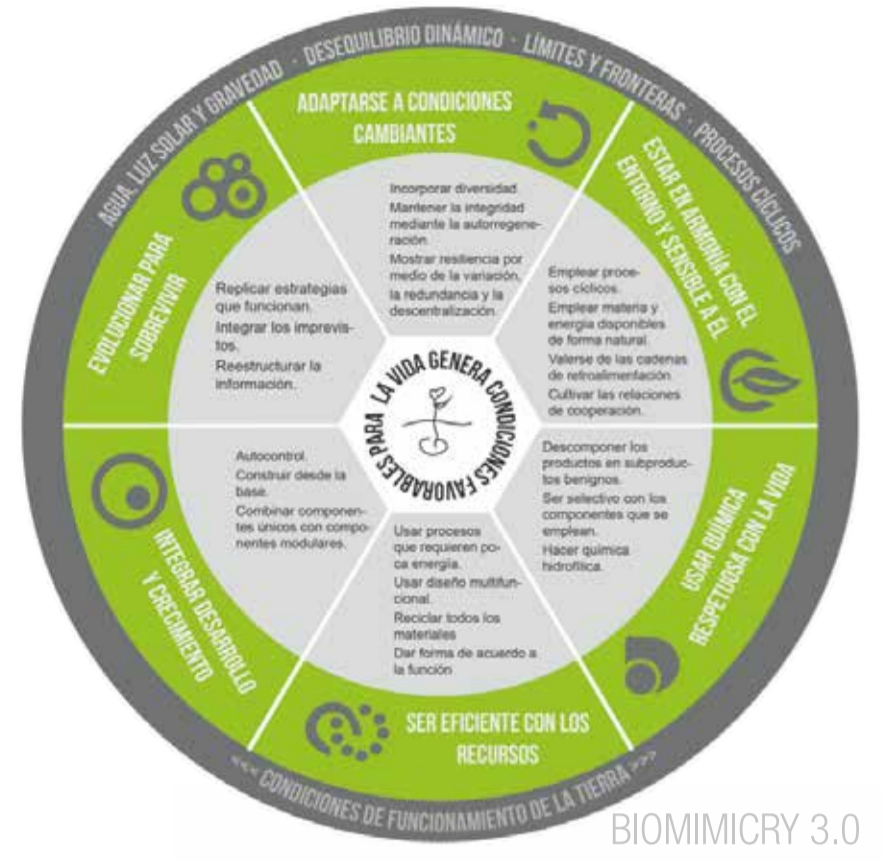 AGUA, LUZ SOLAR Y GRAVEDAD · DESEQUILIBRIO DINÁMICO · LÍMITES Y FRONTERAS · PROCESOS CÍCLICOS
ADAPTARSE A CONDICIONES
CAMBIANTES
Incorporar diversidad.
Mantener la integridad
mediante la autorregene-
ración.
Mostrar resiliencia por
medio de la variación,
la redundancia y la
descentralización.
ESTAR EN ARMONÍA CON EL
ENTORNO Y SENSIBLE A ÉL
Emplear proce-
sos cíclicos.
Emplear materia y
energía disponibles
de forma natural.
Valerse de las cadenas
de retroalimentación.
Cultivar las relaciones
de cooperación.
USAR QUÍMICA
RESPETUOSA CON LA VIDA
Descomponer los
productos en subproduc-
tos benignos.
Ser selectivo con los
componentes que se
emplean.
Hacer química
hidrofílica.
SER EFICIENTE CON LOS
RECURSOS
Usar procesos
que requieren po-
ca energía.
Usar diseño multifun-
cional.
Reciclar todos los
materiales
Dar forma de acuerdo a
la función
INTEGRAR DESARROLLO
Y CRECIMIENTO
Autocontrol.
Construir desde la
base.
Combinar componen-
tes únicos con compo-
nentes modulares.
EVOLUCIONAR PARA
SOBREVIVIR
Replicar estrategias
que funcionan.
Integrar los imprevis-
tos.
Reestructurar la
información.
LA VIDA GENERA CONDICIONES FAVORABLES PARA
<<< CONDICIONES DE FUNCIONAMIENTO DE LA TIERRA >>>
BIOMIMICRY 3.0